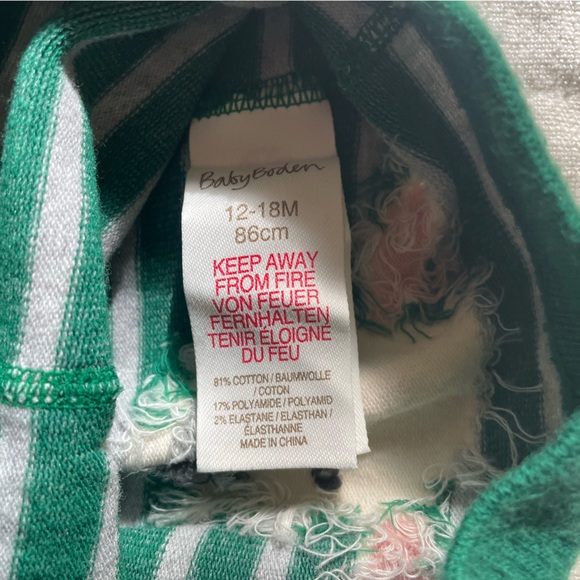 BabyBoden
12-18M
86cm
KEEP AWAY
FROM FIRE
VON FEUER
FERNHALTEN
TENIR ÉLOIGNÉ
DU FEU
81% COTTON / BAUMWOLLE
/ COTON
17% POLYAMIDE / POLYAMID
2% ELASTANE / ELASTHAN /
ÉLASTHANNE
MADE IN CHINA